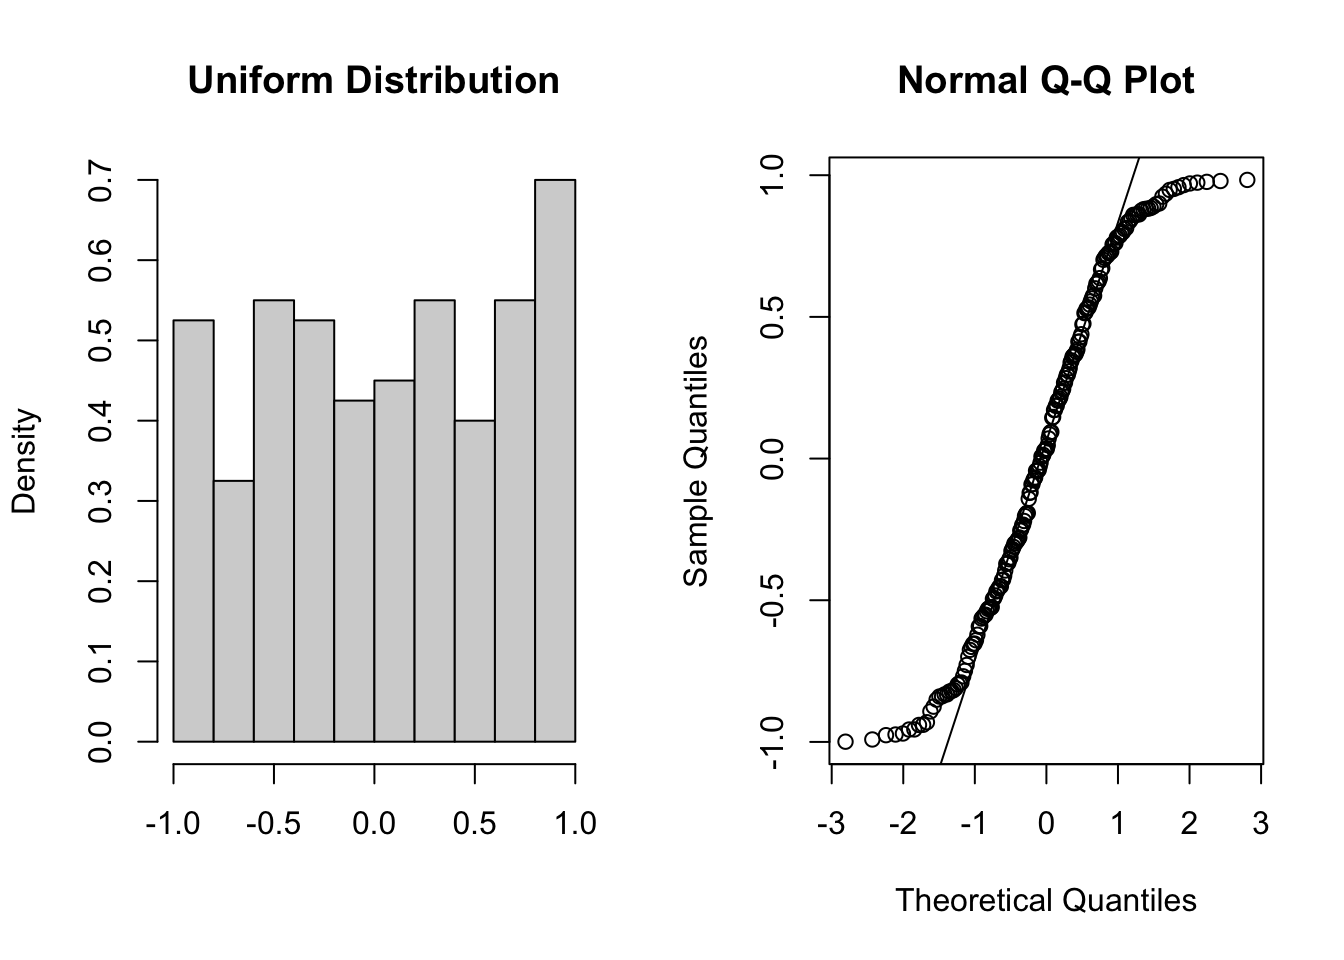 Uniform Distribution
Density
0.0 0.1 0.2 0.3 0.4 0.5 0.6 0.7
-1.0 -0.5 0.0 0.5 1.0
Normal Q-Q Plot
Sample Quantiles
-1.0 -0.5 0.0 0.5 1.0
-3 -2 -1 0 1 2 3
Theoretical Quantiles